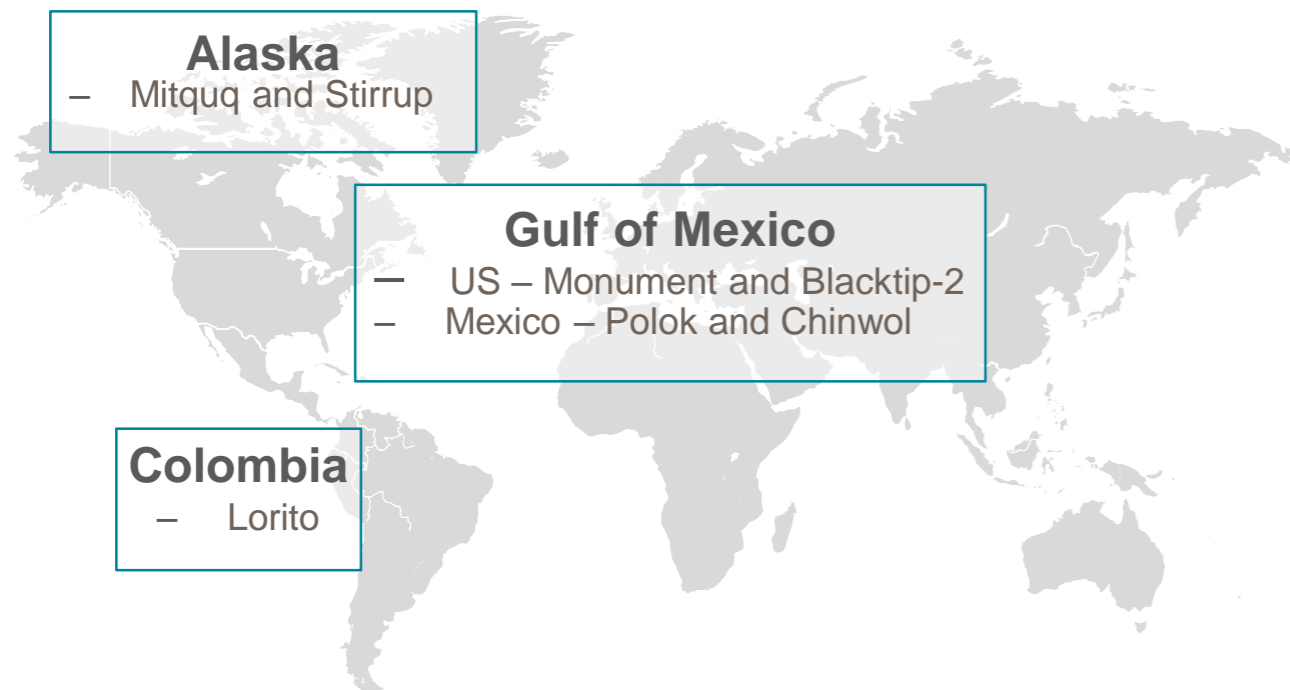 Alaska
– Mitquq and Stirrup
Gulf of Mexico
– US – Monument and Blacktip-2
– Mexico – Polok and Chinwol
Colombia
– Lorito